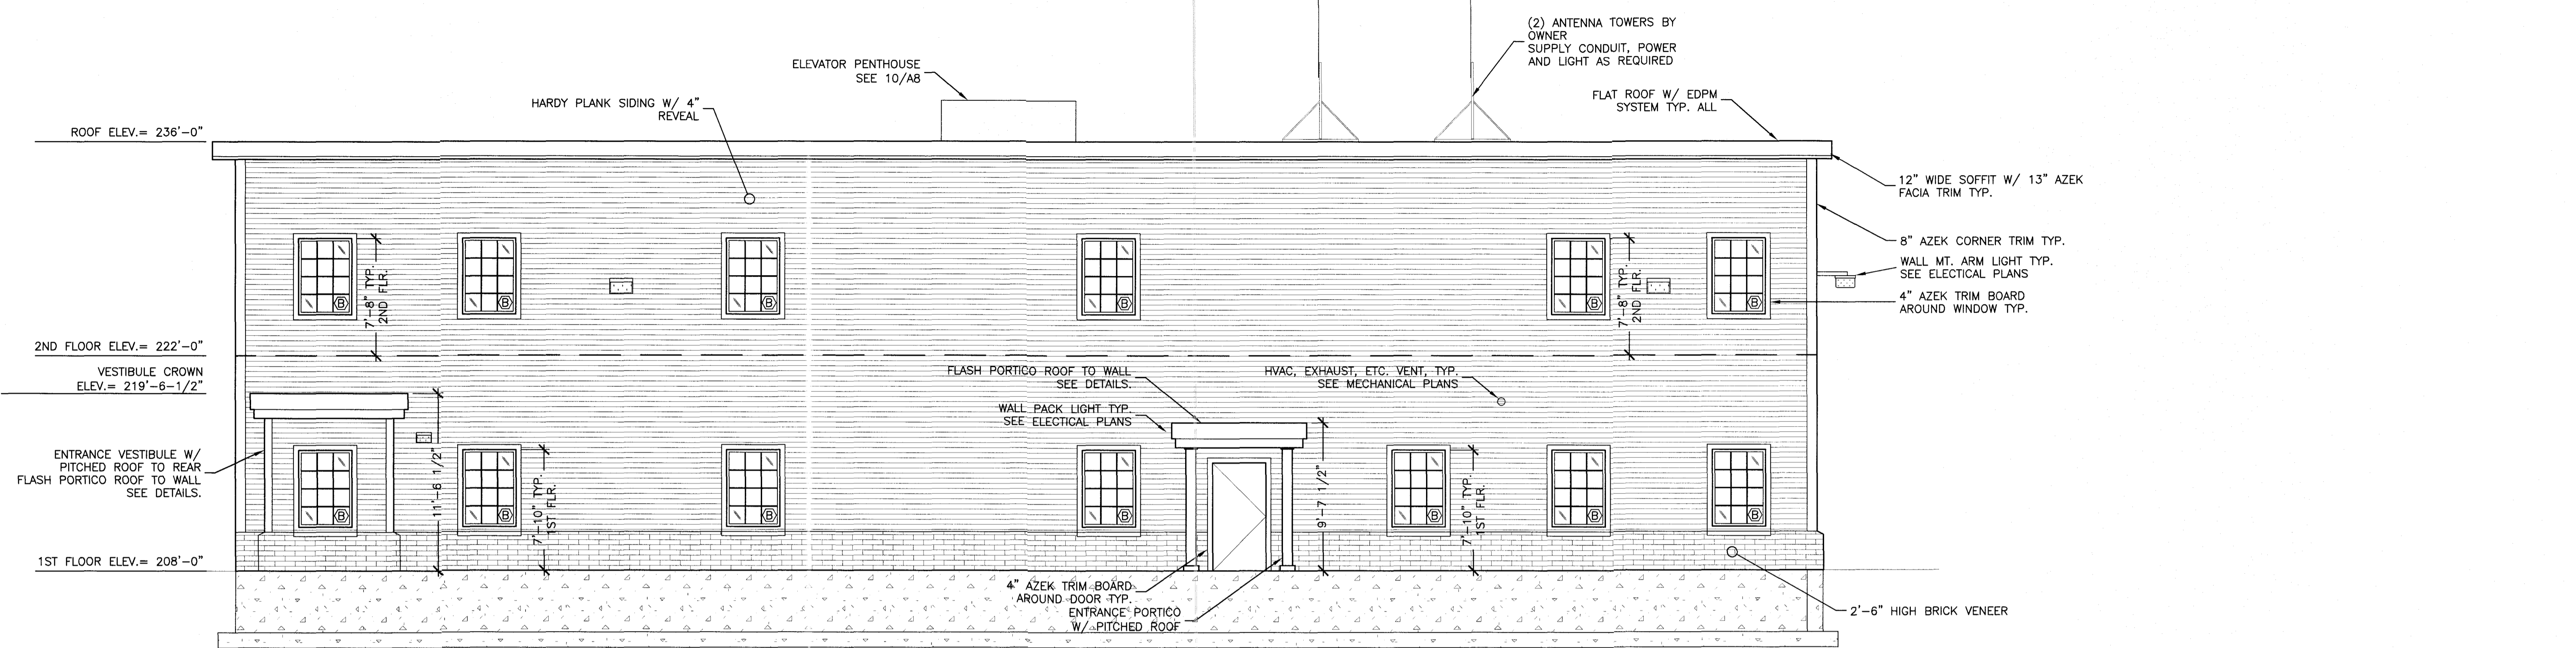 (2) ANTENNA TOWERS BY
OWNER
SUPPLY CONDUIT, POWER
AND LIGHT AS REQUIRED
ELEVATOR PENTHOUSE
SEE 10/A8
HARDY PLANK SIDING W/ 4"
REVEAL
FLAT ROOF W/ EDPM
SYSTEM TYP. ALL
ROOF ELEV.= 236'-0"
12" WIDE SOFFIT W/ 13" AZEK
FACIA TRIM TYP.
8" AZEK CORNER TRIM TYP.
WALL MT. ARM LIGHT TYP.
SEE ELECTICAL PLANS
4" AZEK TRIM BOARD
AROUND WINDOW TYP.
7'-8" TYP.
2ND FLR.
7'-8" TYP.
2ND FLR.
B
B
B
B
B
B
2ND FLOOR ELEV.= 222'-0"
VESTIBULE CROWN
ELEV.= 219'-6-1/2"
FLASH PORTICO ROOF TO WALL
SEE DETAILS.
HVAC, EXHAUST, ETC. VENT, TYP.
SEE MECHANICAL PLANS
WALL PACK LIGHT TYP.
SEE ELECTICAL PLANS
ENTRANCE VESTIBULE W/
PITCHED ROOF TO REAR
FLASH PORTICO ROOF TO WALL
SEE DETAILS.
11'-6 1/2"
7'-10" TYP.
1ST FLR.
9'-7 1/2"
7'-10" TYP.
1ST FLR.
B
B
B
B
B
B
B
1ST FLOOR ELEV.= 208'-0"
4" AZEK TRIM BOARD
AROUND DOOR TYP.
ENTRANCE PORTICO
W/ PITCHED ROOF
2'-6" HIGH BRICK VENEER